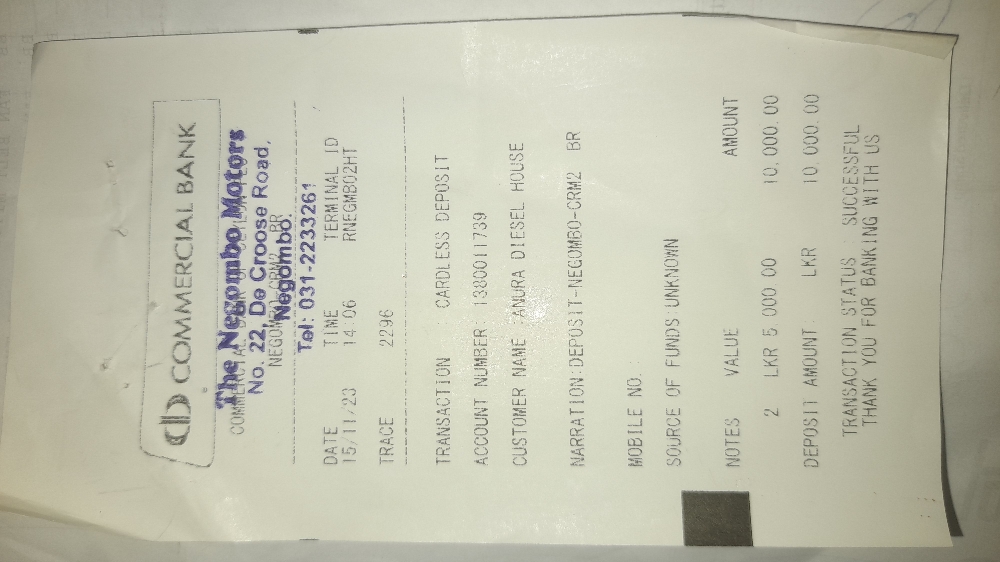 COMMERCIAL BANK
The Negombo Motors
COMMERCIAL
No. 22, De Croose Road,
NEGOMBO-CRM2 BR
Negombo.
Tel: 031-2233261
DATE TIME TERMINAL ID
15/11/23 14:06 RNEGMB02HT
TRACE 2296
TRANSACTION : CARDLESS DEPOSIT
ACCOUNT NUMBER: 1380011739
CUSTOMER NAME :ANURA DIESEL HOUSE
NARRATION:DEPOSIT-NEGOMBO-CRM2 BR
MOBILE NO.:
SOURCE OF FUNDS:UNKNOWN
NOTES VALUE AMOUNT
2 LKR 5,000.00 10,000.00
DEPOSIT AMOUNT. LKR 10,000.00
TRANSACTION STATUS : SUCCESSFUL
THANK YOU FOR BANKING WITH US